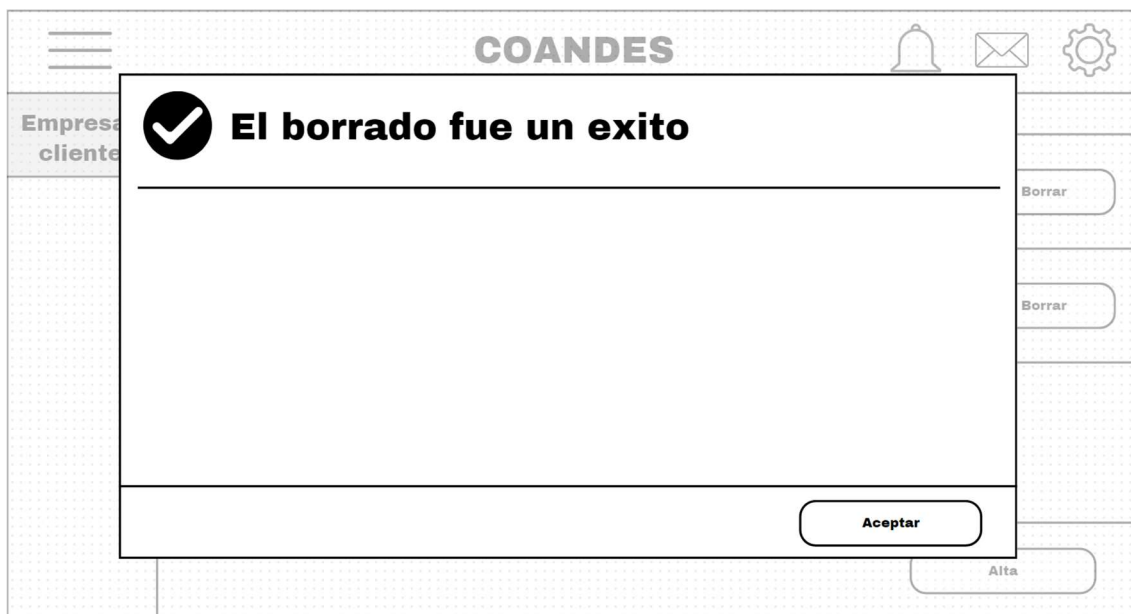 COANDES
Empresa
cliente
El borrado fue un exito
Borrar
Borrar
Aceptar
Alta